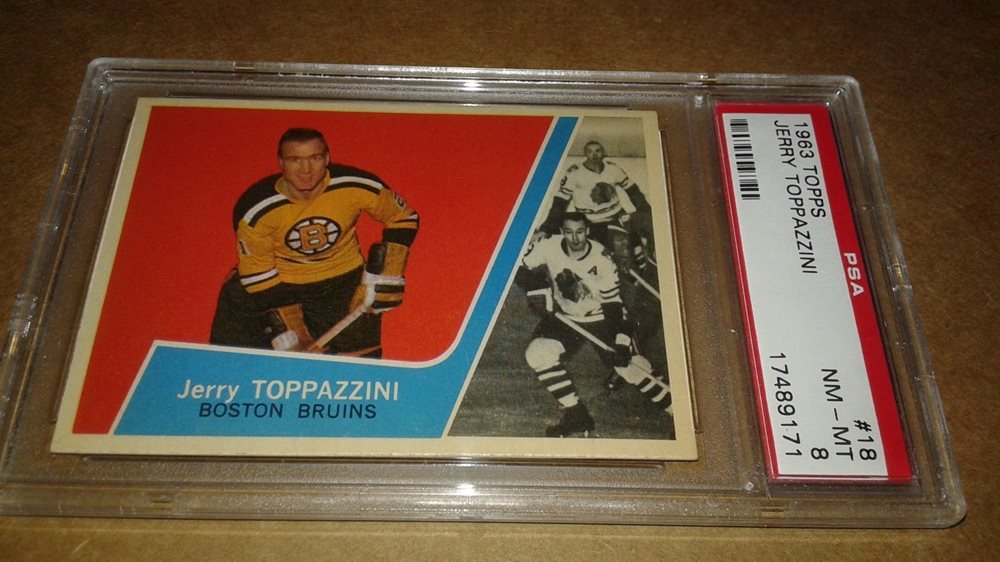 Jerry TOPPAZZINI
BOSTON BRUINS
B
A
1963 TOPPS
JERRY TOPPAZZINI
PSA
#18
NM-MT
8
17489171